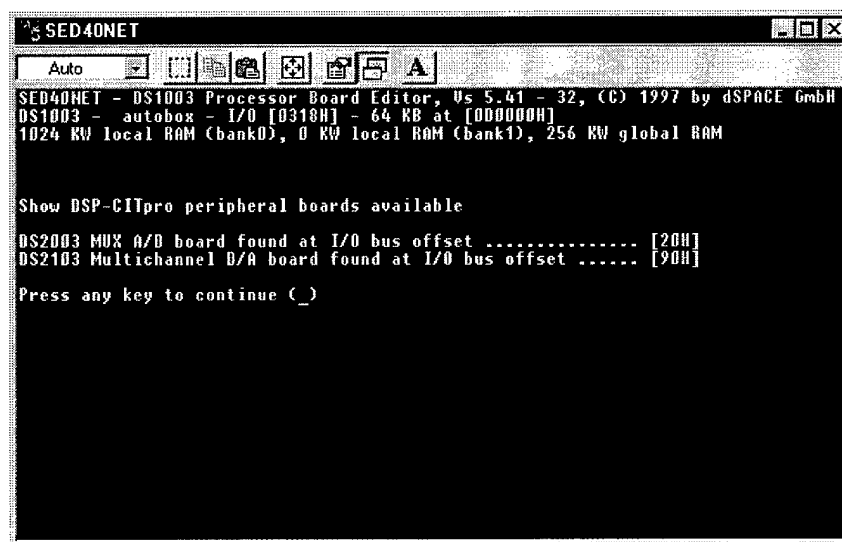 SED40NET
Auto
A
SED40NET - DS1003 Processor Board Editor, Vs 5.41 - 32, (C) 1997 by dSPACE GmbH
DS1003 -  autobox - I/O [0318H] - 64 KB at [0D0000H]
1024 KW local RAM (bank0), 0 KW local RAM (bank1), 256 KW global RAM
Show DSP-CITpro peripheral boards available
DS2003 MUX A/D board found at I/O bus offset ............... [20H]
DS2103 Multichannel D/A board found at I/O bus offset ...... [90H]
Press any key to continue (_)